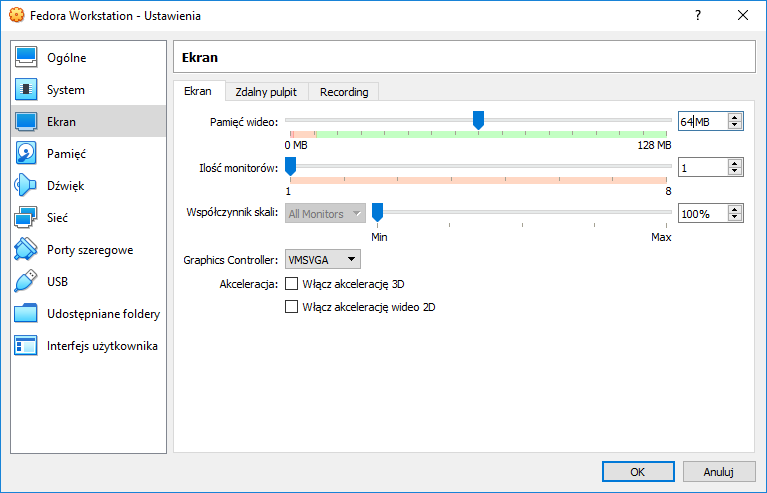 Fedora Workstation - Ustawienia
?
Ogólne
System
Ekran
Pamięć
Dźwięk
Sieć
Porty szeregowe
USB
Udostępniane foldery
Interfejs użytkownika
Ekran
Ekran Zdalny pulpit Recording
Pamięć wideo: 64 MB
0 MB 128 MB
Ilość monitorów: 1
1 8
Współczynnik skali: All Monitors 100%
Min Max
Graphics Controller: VMSVGA
Akceleracja: Włącz akcelerację 3D
Włącz akcelerację wideo 2D
OK Anuluj